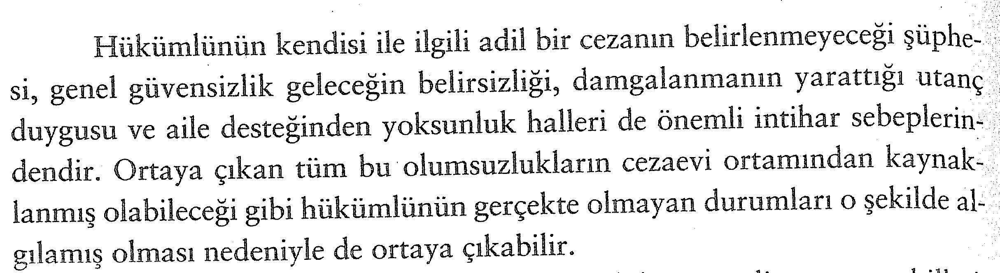 Hükümlünün kendisi ile ilgili adil bir cezanın belirlenmeyeceği şüphe-
si, genel güvensizlik geleceğin belirsizliği, damgalanmanın yarattığı utanç
duygusu ve aile desteğinden yoksunluk halleri de önemli intihar sebeplerin-
dendir. Ortaya çıkan tüm bu olumsuzlukların cezaevi ortamından kaynak-
lanmış olabileceği gibi hükümlünün gerçekte olmayan durumları o şekilde al-
gılamış olması nedeniyle de ortaya çıkabilir.